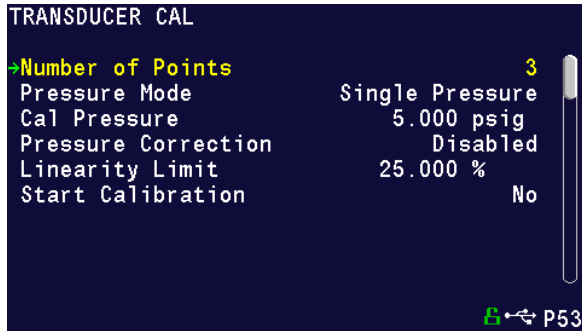 TRANSDUCER CAL
→Number of Points 3
Pressure Mode Single Pressure
Cal Pressure 5.000 psig
Pressure Correction Disabled
Linearity Limit 25.000 %
Start Calibration No
P53